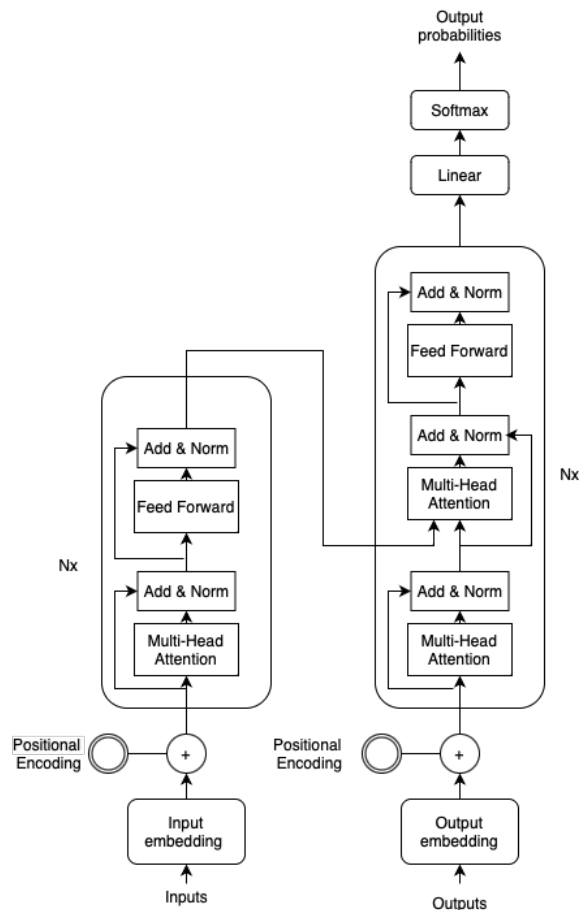 Output
probabilities
Softmax
Linear
Add & Norm
Feed Forward
Add & Norm
Multi-Head
Attention
Nx
Add & Norm
Multi-Head
Attention
Add & Norm
Feed Forward
Nx
Add & Norm
Multi-Head
Attention
Positional
Encoding
+
Positional
Encoding
+
Input
embedding
Output
embedding
Inputs
Outputs